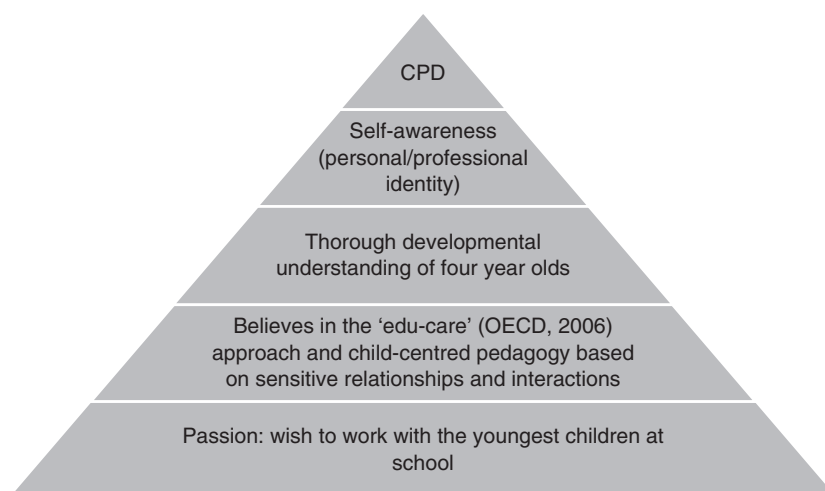 CPD
Self-awareness
(personal/professional
identity)
Thorough developmental
understanding of four year olds
Believes in the ‘edu-care’ (OECD, 2006)
approach and child-centred pedagogy based
on sensitive relationships and interactions
Passion: wish to work with the youngest children at
school